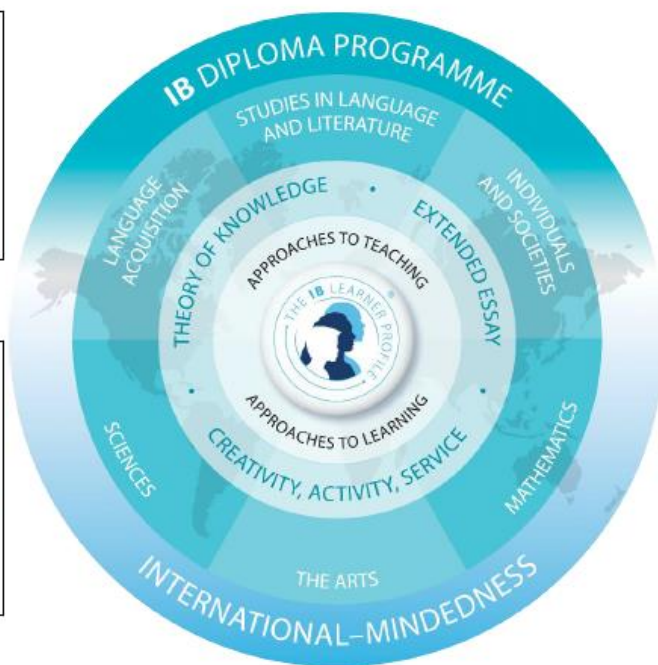 IB DIPLOMA PROGRAMME
STUDIES IN LANGUAGE
AND LITERATURE
LANGUAGE
ACQUISITION
INDIVIDUALS
AND SOCIETIES
THEORY OF KNOWLEDGE
•
EXTENDED ESSAY
APPROACHES TO TEACHING
THE IB LEARNER PROFILE
®
APPROACHES TO LEARNING
•
CREATIVITY, ACTIVITY, SERVICE
•
SCIENCES
MATHEMATICS
THE ARTS
INTERNATIONAL–MINDEDNESS